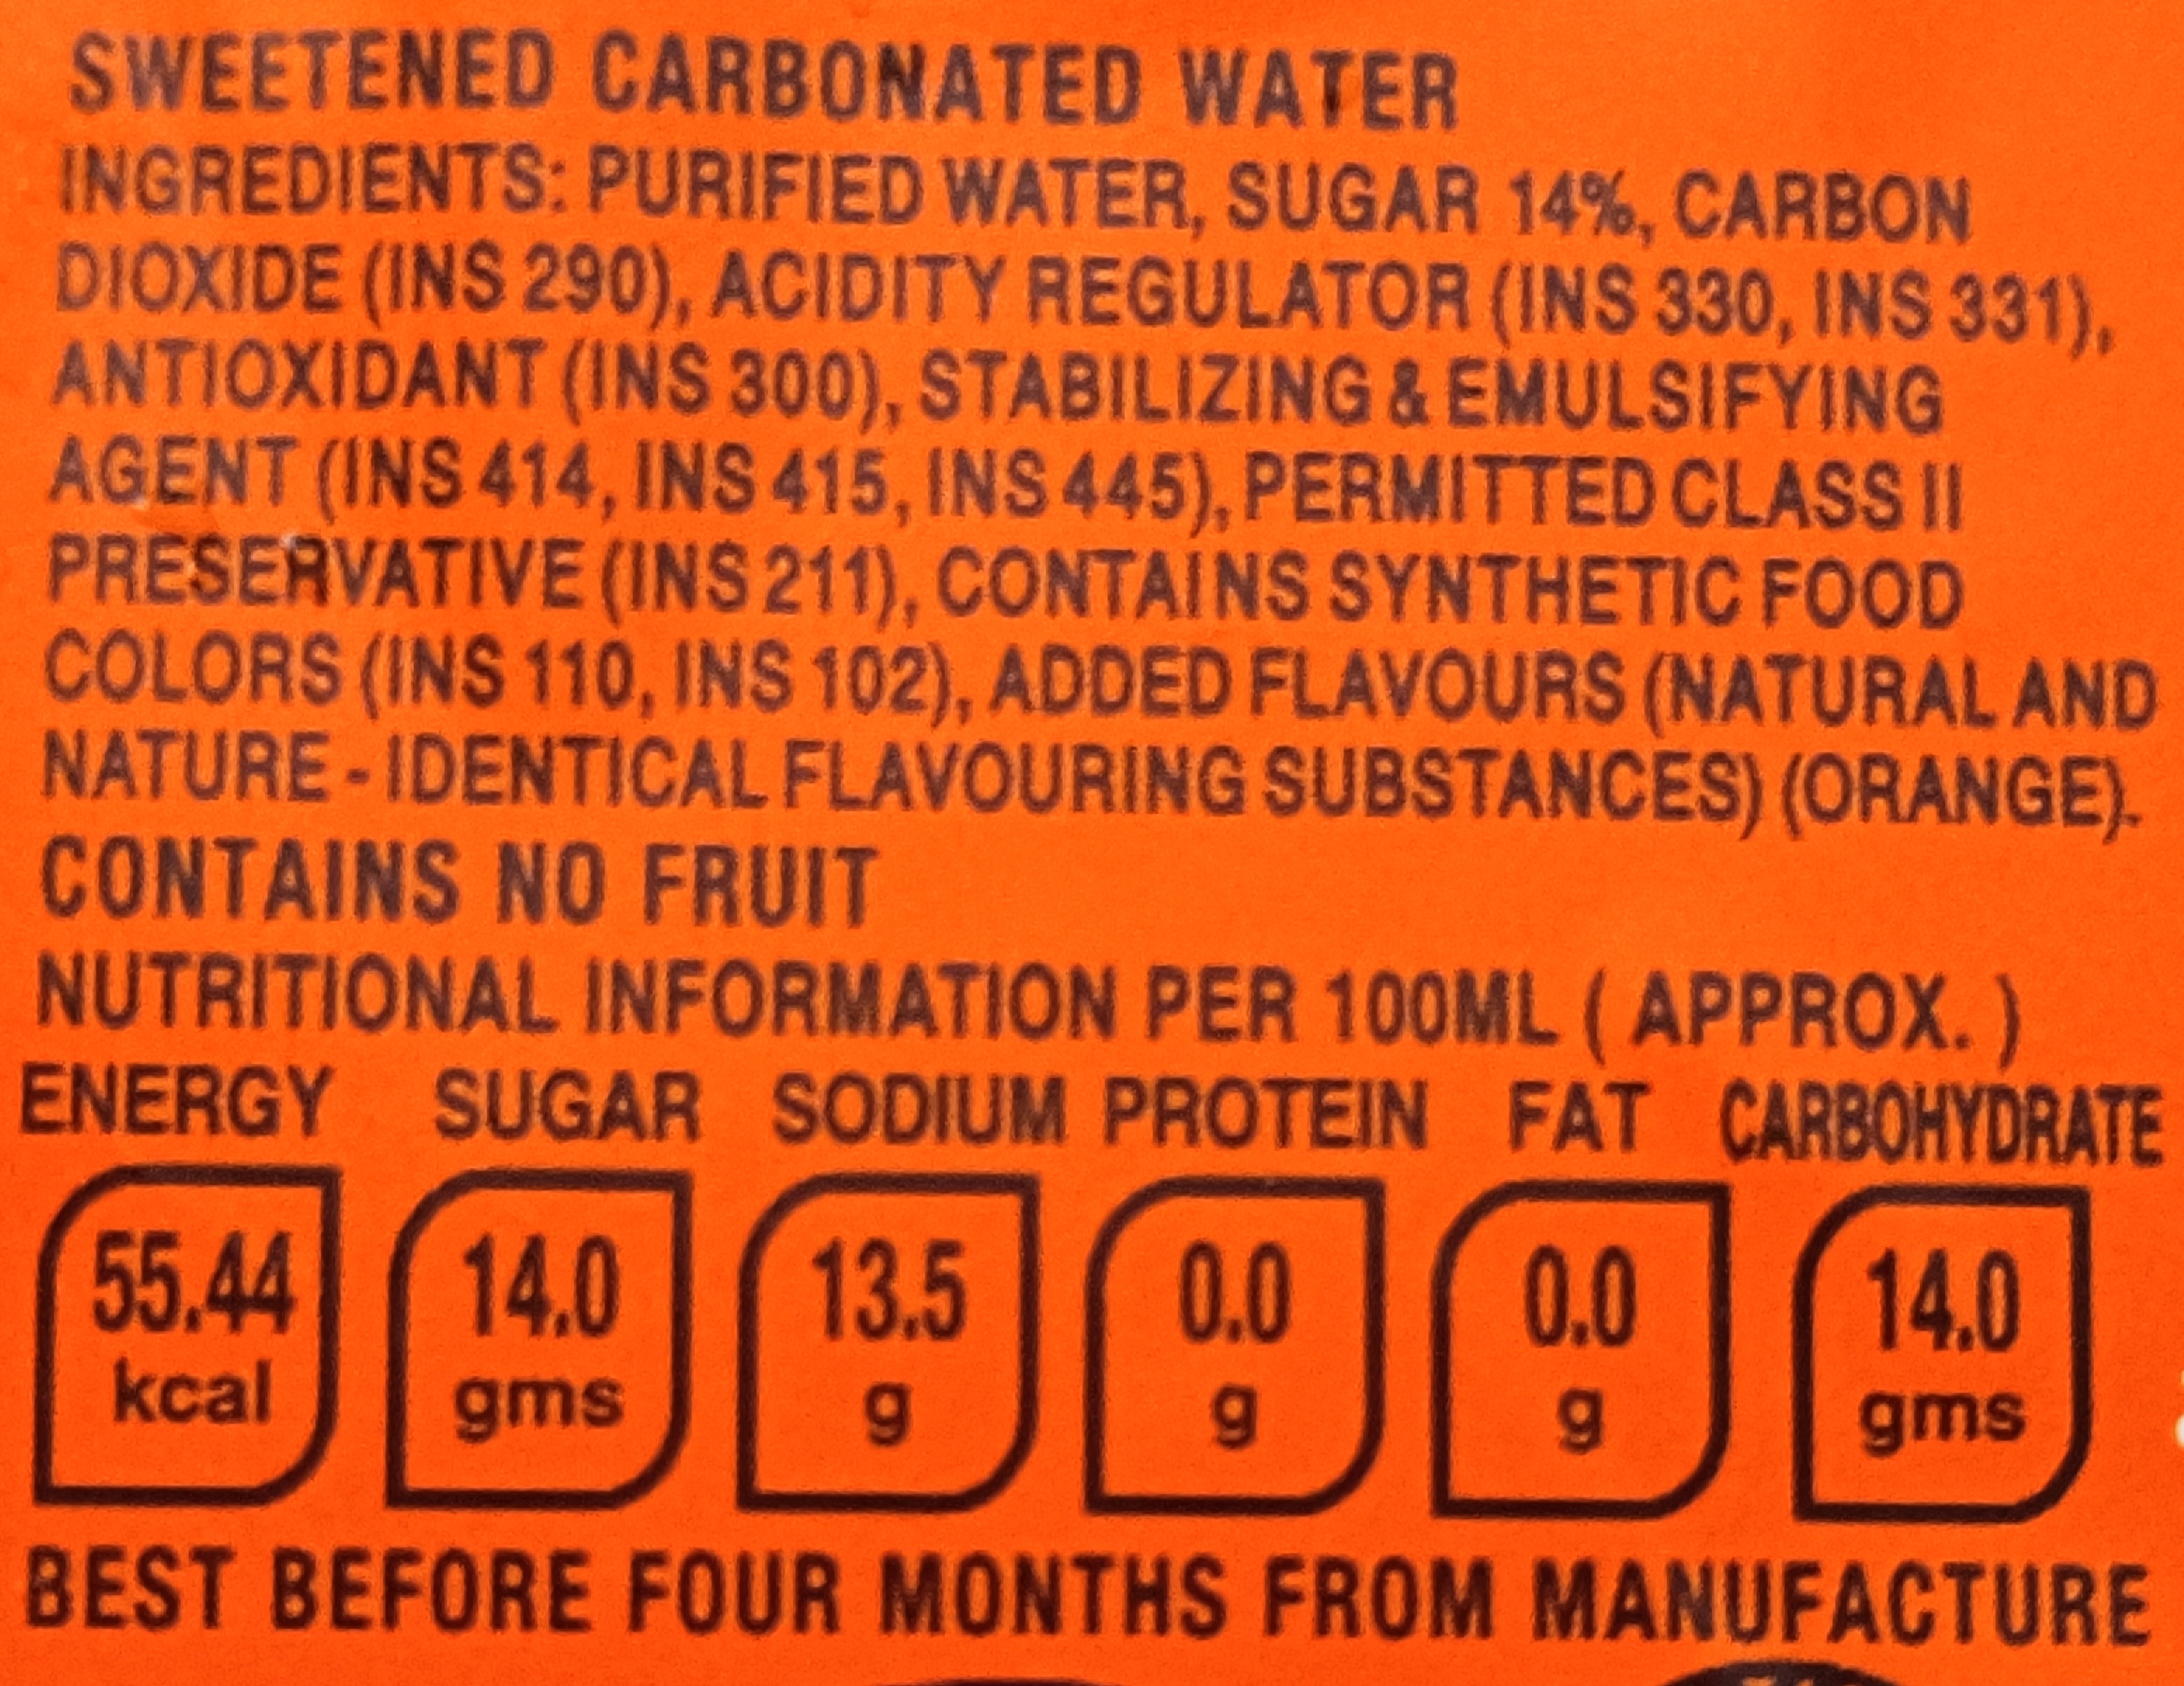 SWEETENED CARBONATED WATER
INGREDIENTS: PURIFIED WATER, SUGAR 14%, CARBON
DIOXIDE (INS 290), ACIDITY REGULATOR (INS 330, INS 331),
ANTIOXIDANT (INS 300), STABILIZING & EMULSIFYING
AGENT (INS 414, INS 415, INS 445), PERMITTED CLASS II
PRESERVATIVE (INS 211), CONTAINS SYNTHETIC FOOD
COLORS (INS 110, INS 102), ADDED FLAVOURS (NATURAL AND
NATURE - IDENTICAL FLAVOURING SUBSTANCES) (ORANGE).
CONTAINS NO FRUIT
NUTRITIONAL INFORMATION PER 100ML ( APPROX. )
ENERGY SUGAR SODIUM PROTEIN FAT CARBOHYDRATE
55.44 14.0 13.5 0.0 0.0 14.0
kcal gms g g g gms
BEST BEFORE FOUR MONTHS FROM MANUFACTURE